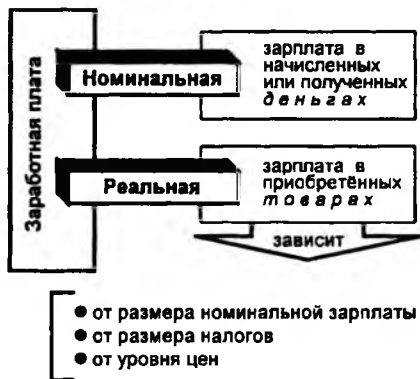 Заработная плата
Номинальная
зарплата в
начисленных
или полученных
деньгах
Реальная
зарплата в
приобретённых
товарах
зависит
● от размера номинальной зарплаты
● от размера налогов
● от уровня цен